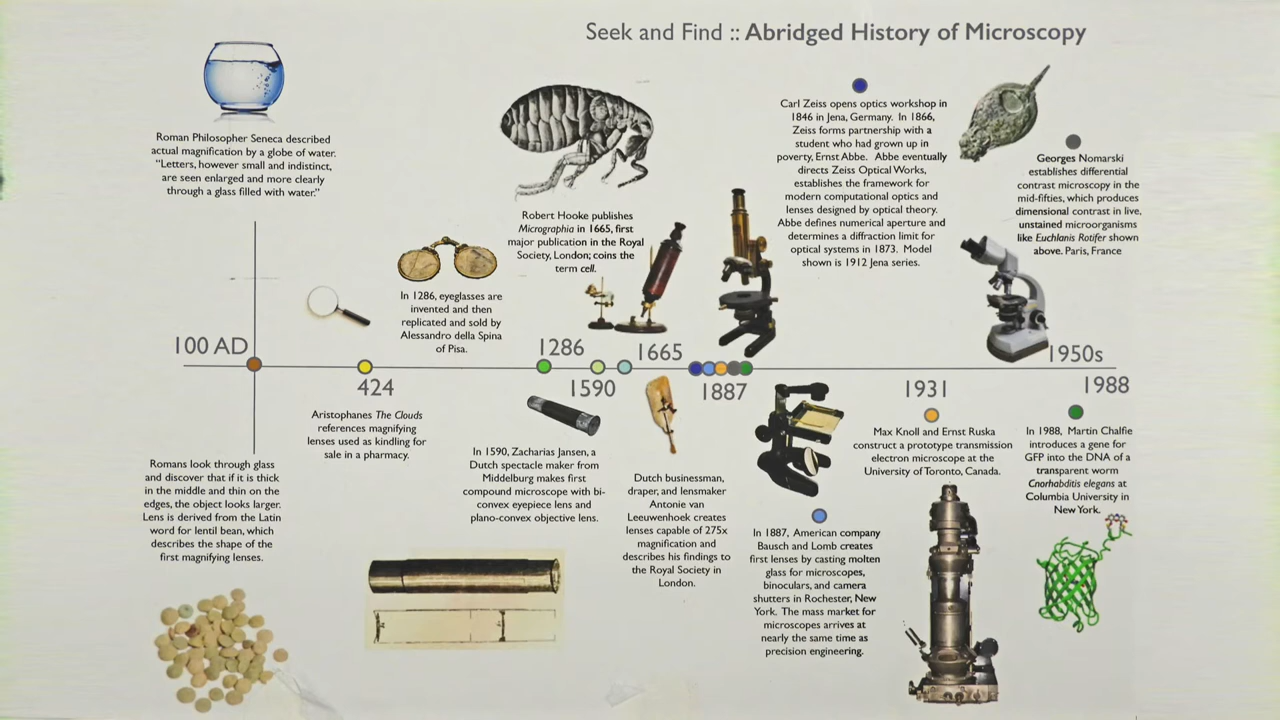 Seek and Find :: Abridged History of Microscopy
Roman Philosopher Seneca described
actual magnification by a globe of water.
"Letters, however small and indistinct,
are seen enlarged and more clearly
through a glass filled with water."
Robert Hooke publishes
Micrographia in 1665, first
major publication in the Royal
Society, London; coins the
term cell.
Carl Zeiss opens optics workshop in
1846 in Jena, Germany. In 1866,
Zeiss forms partnership with a
student who had grown up in
poverty, Ernst Abbe. Abbe eventually
directs Zeiss Optical Works,
establishes the framework for
modern computational optics and
lenses designed by optical theory.
Abbe defines numerical aperture and
determines a diffraction limit for
optical systems in 1873. Model
shown is 1912 Jena series.
Georges Nomarski
establishes differential
contrast microscopy in the
mid-fifties, which produces
dimensional contrast in live,
unstained microorganisms
like Euchlanis Rotifer shown
above. Paris, France
In 1286, eyeglasses are
invented and then
replicated and sold by
Alessandro della Spina
of Pisa.
100 AD
1286
1665
1950s
424
1590
1887
1931
1988
Aristophanes The Clouds
references magnifying
lenses used as kindling for
sale in a pharmacy.
Romans look through glass
and discover that if it is thick
in the middle and thin on the
edges, the object looks larger.
Lens is derived from the Latin
word for lentil bean, which
describes the shape of the
first magnifying lenses.
In 1590, Zacharias Jansen, a
Dutch spectacle maker from
Middelburg makes first
compound microscope with bi-
convex eyepiece lens and
plano-convex objective lens.
Dutch businessman,
draper, and lensmaker
Antonie van
Leeuwenhoek creates
lenses capable of 275x
magnification and
describes his findings to
the Royal Society in
London.
In 1887, American company
Bausch and Lomb creates
first lenses by casting molten
glass for microscopes,
binoculars, and camera
shutters in Rochester, New
York. The mass market for
microscopes arrives at
nearly the same time as
precision engineering.
Max Knoll and Ernst Ruska
construct a prototype transmission
electron microscope at the
University of Toronto, Canada.
In 1988, Martin Chalfie
introduces a gene for
GFP into the DNA of a
transparent worm
Cnorhabditis elegans at
Columbia University in
New York.